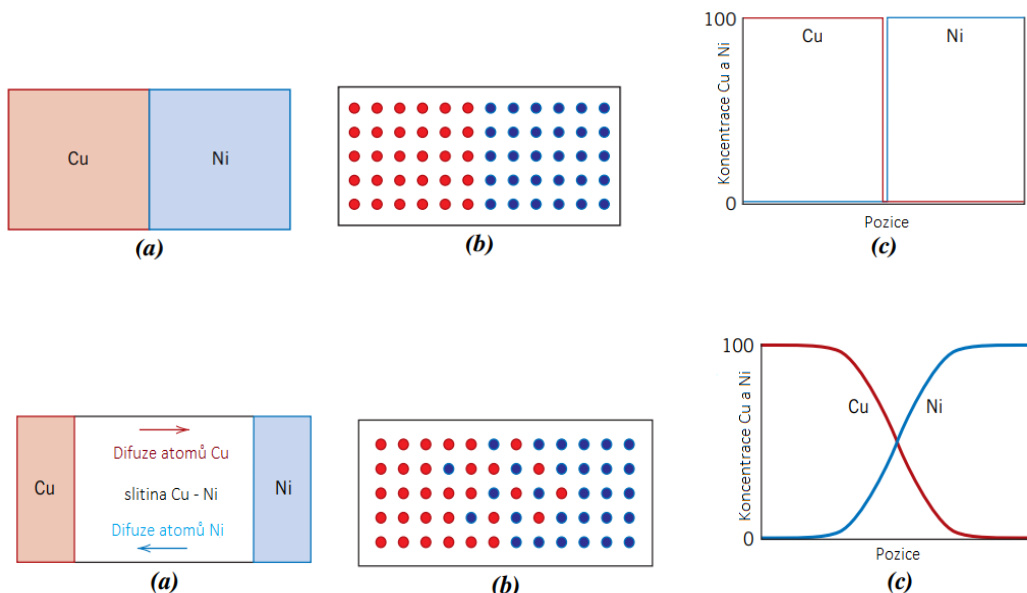 100
Cu
Ni
Koncentrace Cu a Ni
0
Pozice
Cu
Ni
(a)
(b)
(c)
100
Cu
Ni
Koncentrace Cu a Ni
0
Pozice
Cu
Difuze atomů Cu
slitina Cu - Ni
Difuze atomů Ni
Ni
(a)
(b)
(c)